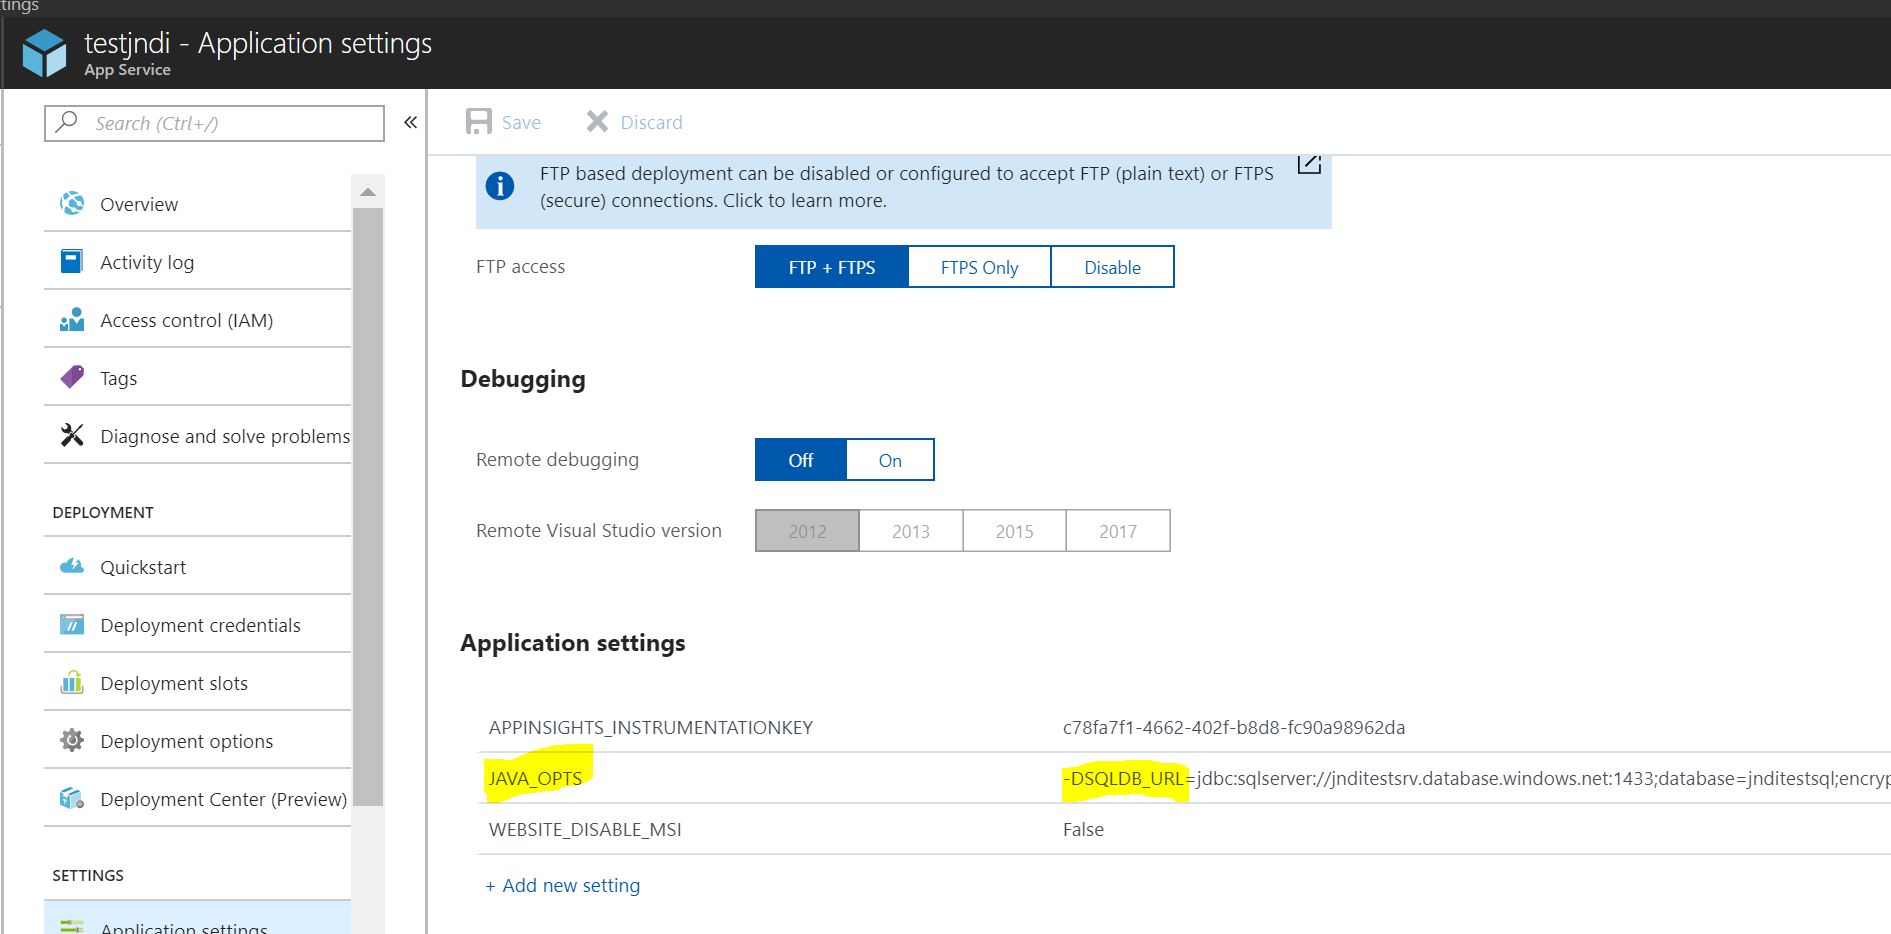 tings
testjndi - Application settings
App Service
Search (Ctrl+/)
«
Overview
Activity log
Access control (IAM)
Tags
Diagnose and solve problems
DEPLOYMENT
Quickstart
Deployment credentials
Deployment slots
Deployment options
Deployment Center (Preview)
SETTINGS
Application settings
Save Discard
FTP based deployment can be disabled or configured to accept FTP (plain text) or FTPS
(secure) connections. Click to learn more.
FTP access FTP + FTPS FTPS Only Disable
Debugging
Remote debugging Off On
Remote Visual Studio version 2012 2013 2015 2017
Application settings
APPINSIGHTS_INSTRUMENTATIONKEY c78fa7f1-4662-402f-b8d8-fc90a98962da
JAVA_OPTS -DSQLDB_URL=jdbc:sqlserver://jnditestsrv.database.windows.net:1433;database=jnditestsql;encryp
WEBSITE_DISABLE_MSI False
+ Add new setting